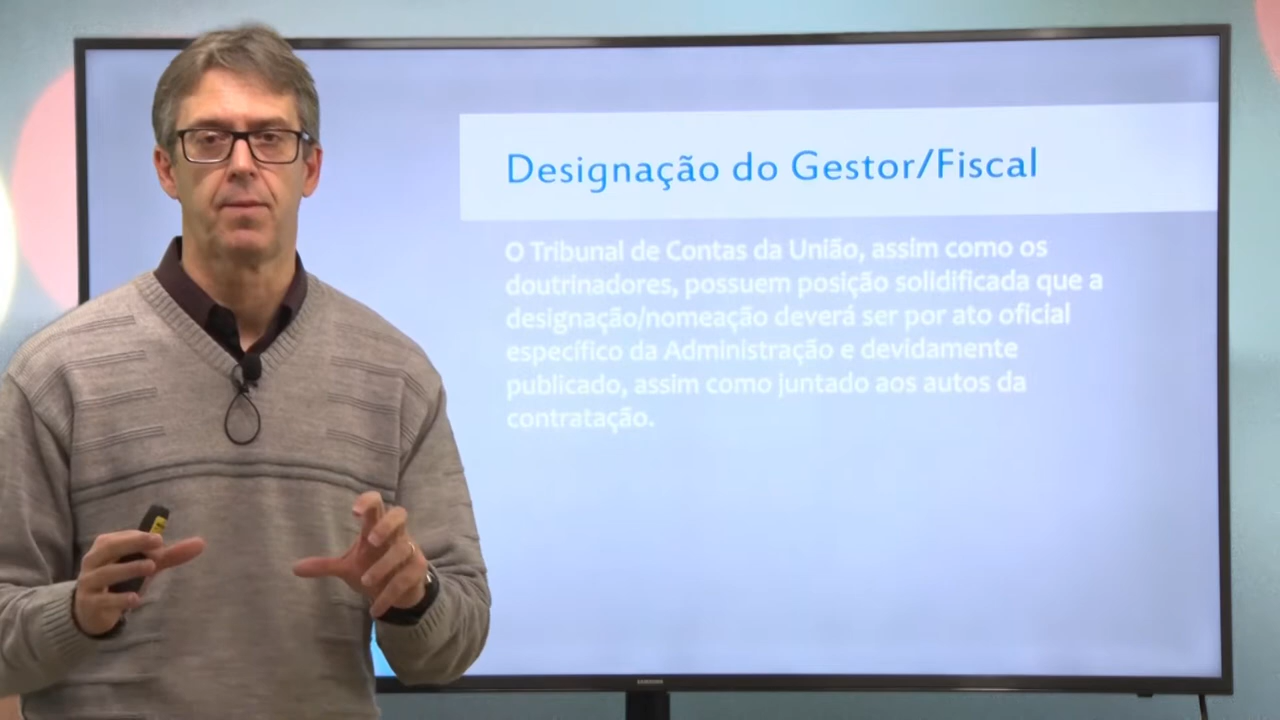 Designação do Gestor/Fiscal
O Tribunal de Contas da União, assim como os
doutrinadores, possuem posição solidificada que a
designação/nomeação deverá ser por ato oficial
específico da Administração e devidamente
publicado, assim como juntado aos autos da
contratação.